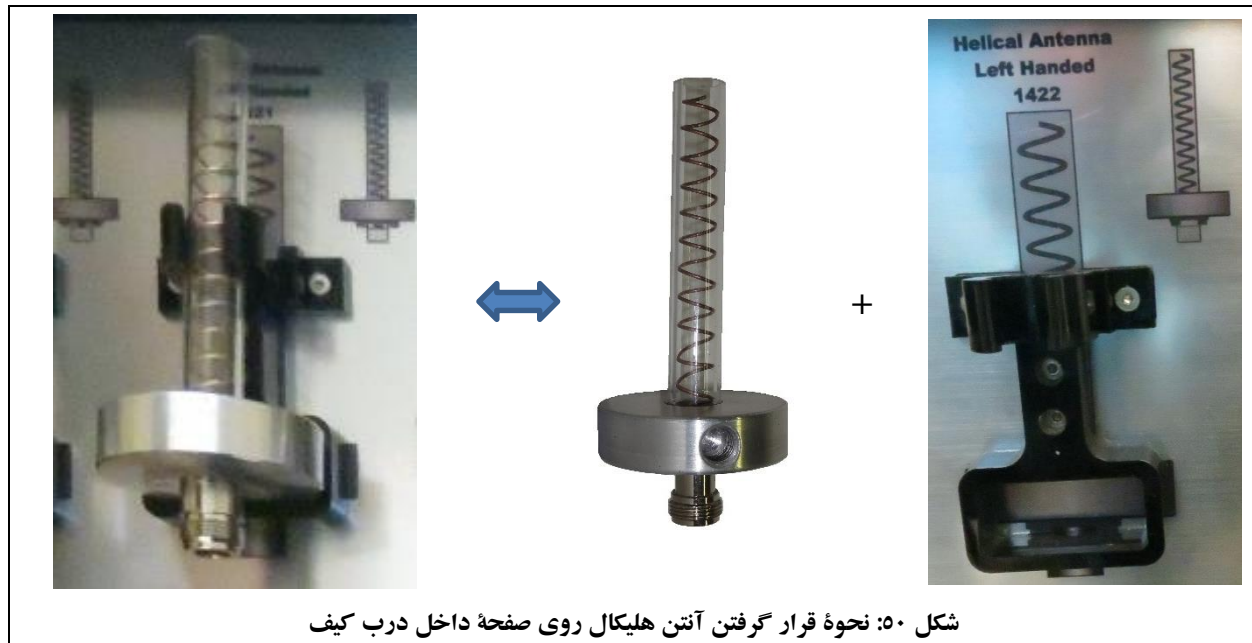 Helical Antenna
Left Handed
1422
+
شکل ۵۰: نحوهٔ قرار گرفتن آنتن هلیکال روی صفحهٔ داخل درب کیف